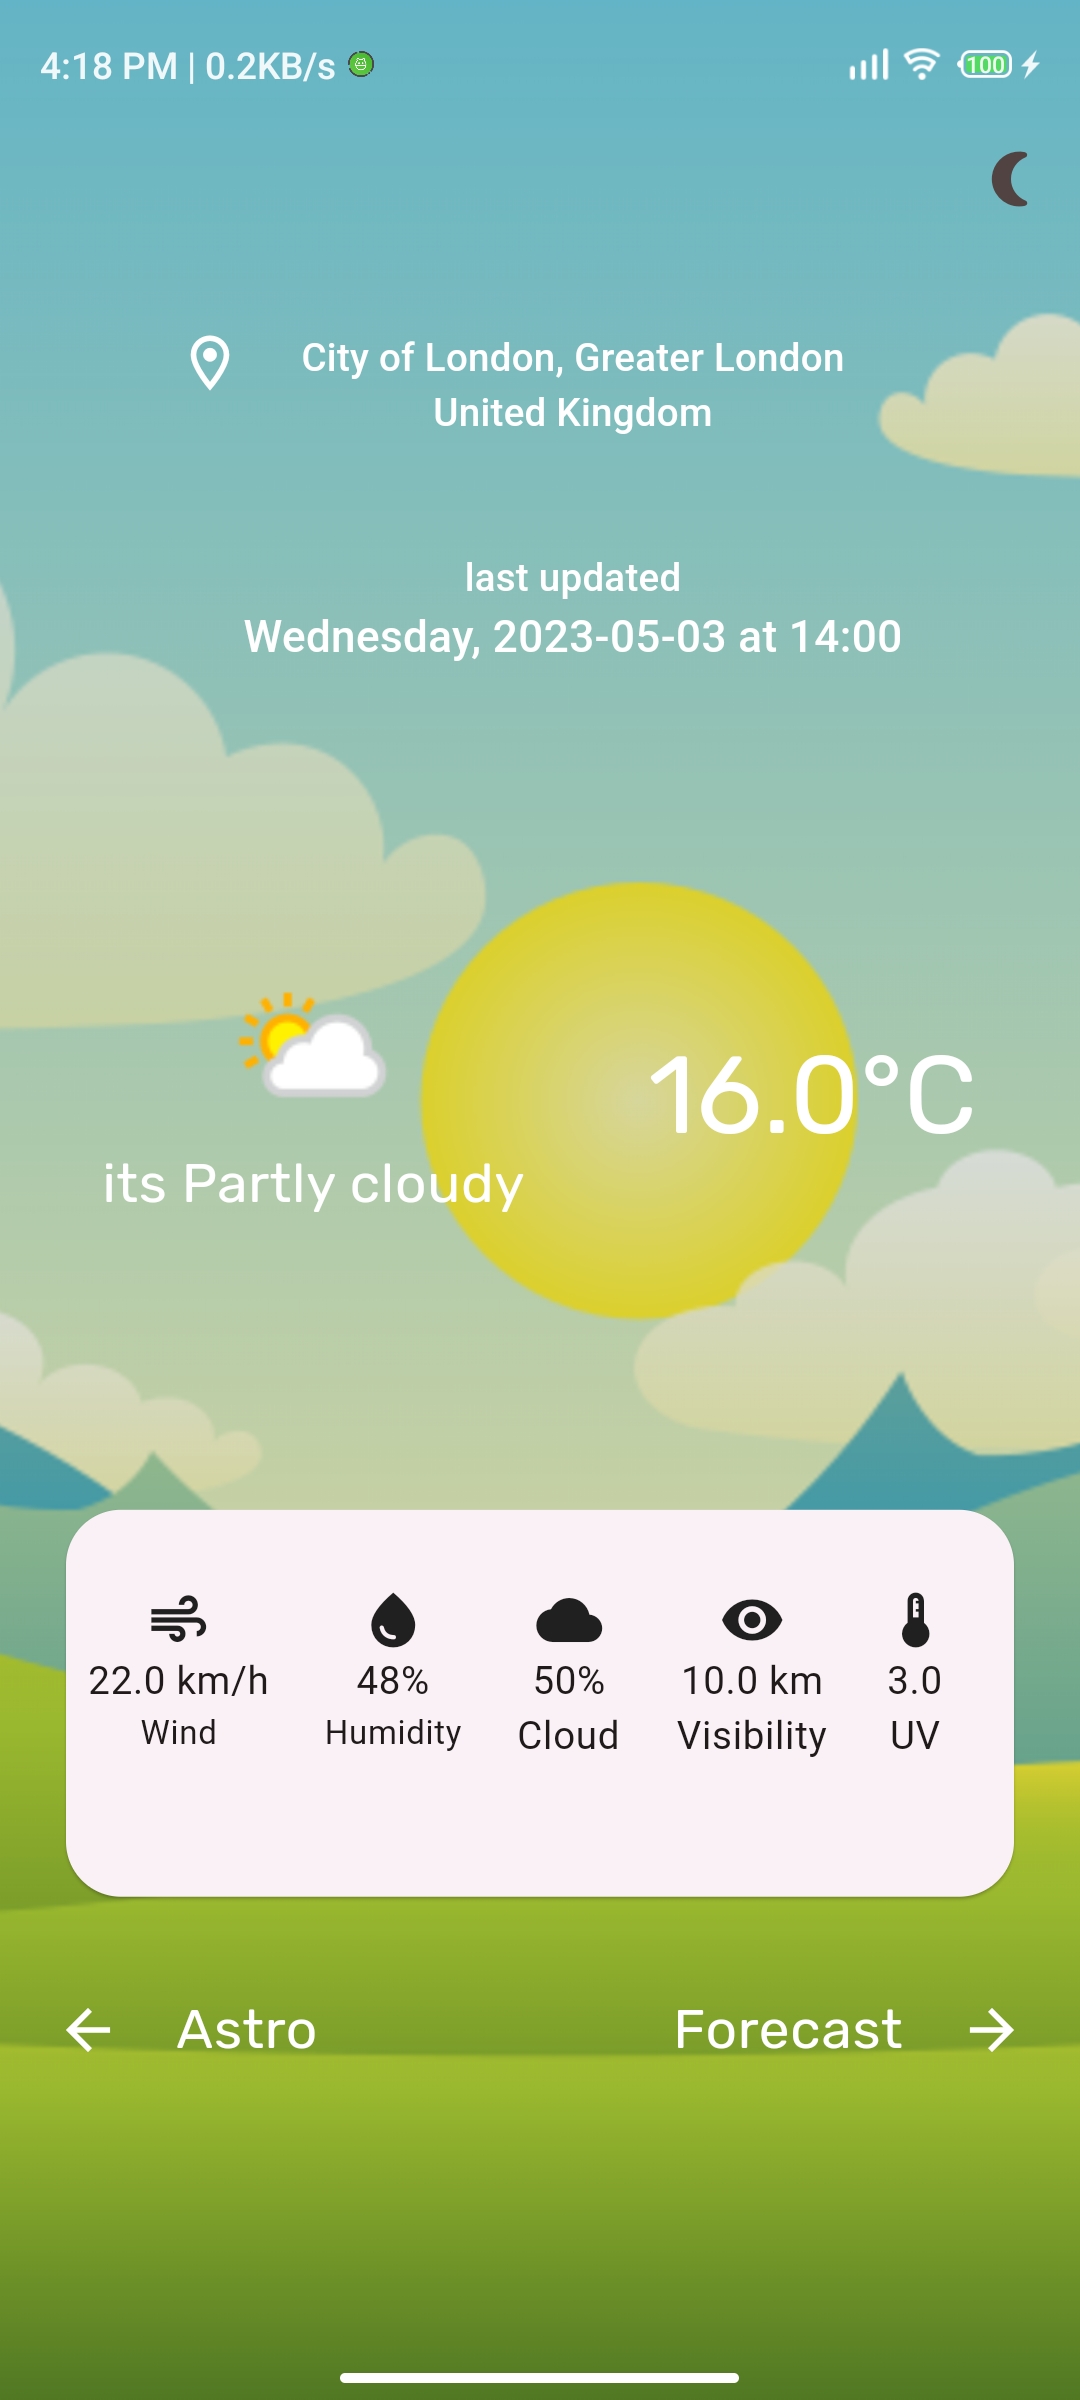 4:18 PM | 0.2KB/s
100
City of London, Greater London
United Kingdom
last updated
Wednesday, 2023-05-03 at 14:00
16.0°C
its Partly cloudy
22.0 km/h 48% 50% 10.0 km 3.0
Wind Humidity Cloud Visibility UV
Astro Forecast